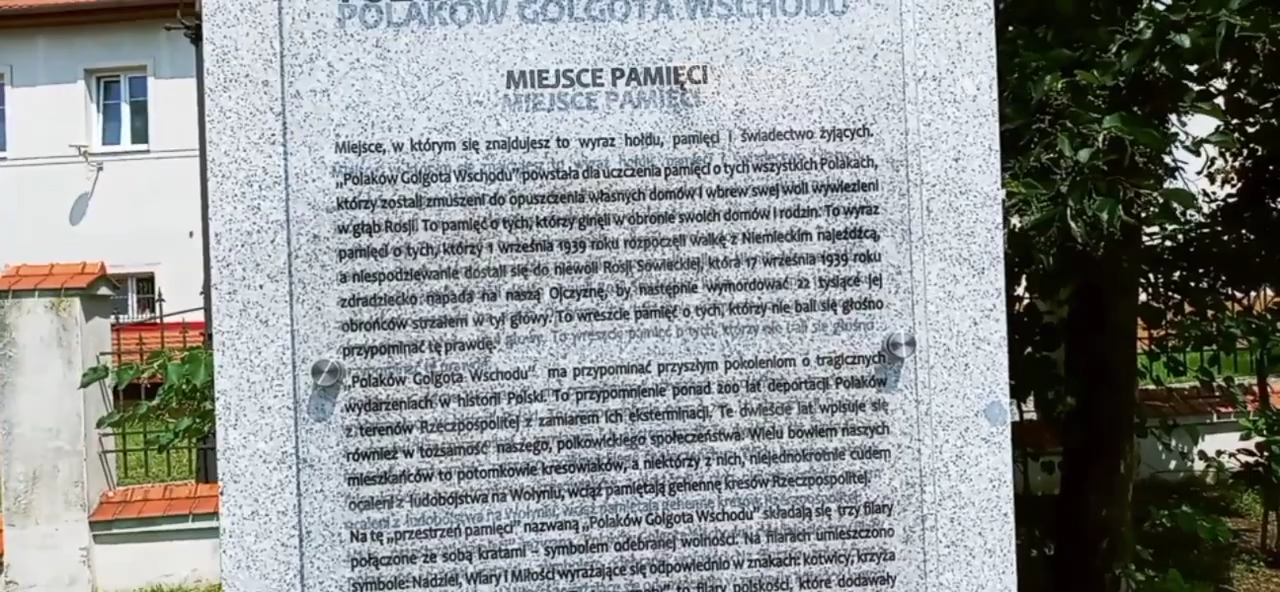 POLAKÓW GOLGOTA WSCHODU
MIEJSCE PAMIĘCI
Miejsce, w którym się znajdujesz to wyraz hołdu, pamięci i świadectwo żyjących.
„Polaków Golgota Wschodu" powstała dla uczczenia pamięci o tych wszystkich Polakach,
którzy zostali zmuszeni do opuszczenia własnych domów i wbrew swej woli wywiezieni
w głąb Rosji. To pamięć o tych, którzy ginęli w obronie swoich domów i rodzin. To wyraz
pamięci o tych, którzy 1 września 1939 roku rozpoczęli walkę z Niemieckim najeźdźcą,
a niespodziewanie dostali się do niewoli Rosji Sowieckiej, która 17 września 1939 roku
zdradziecko napada na naszą Ojczyznę, by następnie wymordować 22 tysiące jej
obrońców strzałem w tył głowy. To wreszcie pamięć o tych, którzy nie bali się głośno
przypominać tę prawdę.
„Polaków Golgota Wschodu" ma przypominać przyszłym pokoleniom o tragicznych
wydarzeniach w historii Polski. To przypomnienie ponad 200 lat deportacji Polaków
z terenów Rzeczpospolitej z zamiarem ich eksterminacji. Te dwieście lat wpisuje się
również w tożsamość naszego, polkowickiego społeczeństwa. Wielu bowiem naszych
mieszkańców to potomkowie kresowiaków, a niektórzy z nich, niejednokrotnie cudem
ocaleni z ludobójstwa na Wołyniu, wciąż pamiętają gehennę kresów Rzeczpospolitej.
Na tę „przestrzeń pamięci" nazwaną „Polaków Golgota Wschodu" składają się trzy filary
połączone ze sobą kratami – symbolem odebranej wolności. Na filarach umieszczono
symbole: Nadziei, Wiary i Miłości wyrażające się odpowiednio w znakach: kotwicy, krzyża
to filary polskości, które dodawały